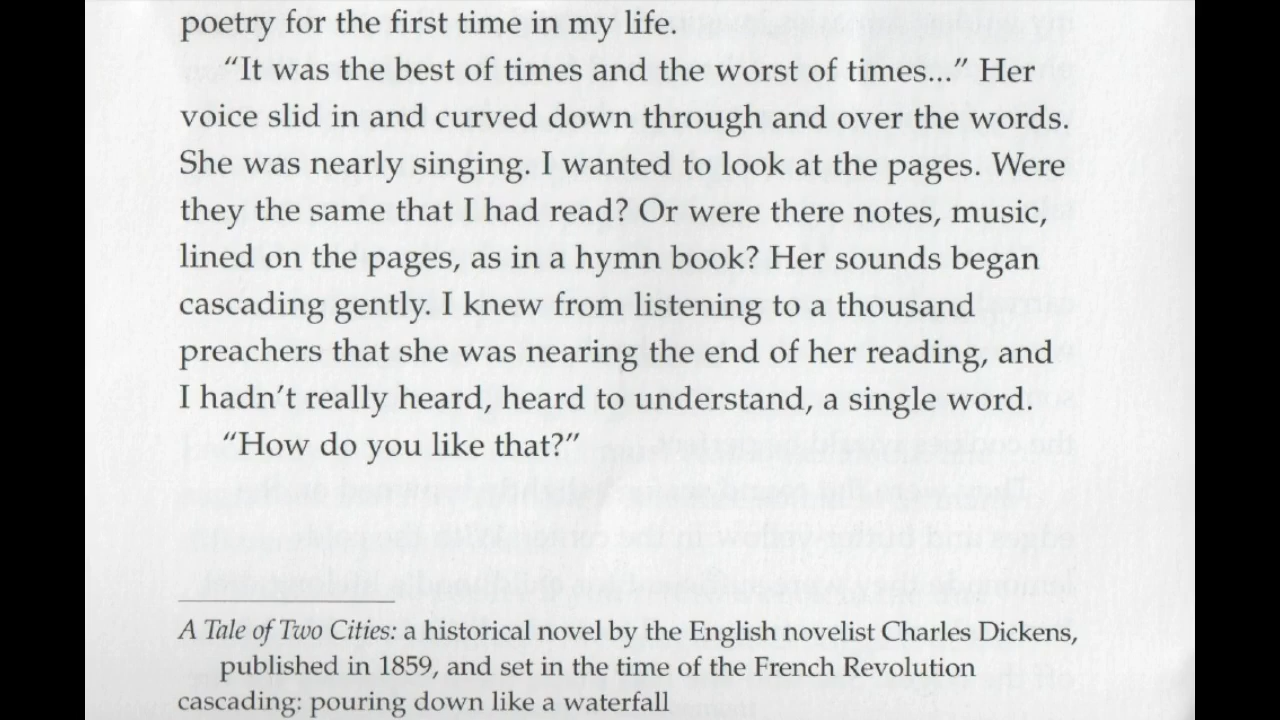 poetry for the first time in my life.
“It was the best of times and the worst of times...” Her
voice slid in and curved down through and over the words.
She was nearly singing. I wanted to look at the pages. Were
they the same that I had read? Or were there notes, music,
lined on the pages, as in a hymn book? Her sounds began
cascading gently. I knew from listening to a thousand
preachers that she was nearing the end of her reading, and
I hadn’t really heard, heard to understand, a single word.
“How do you like that?”
A Tale of Two Cities: a historical novel by the English novelist Charles Dickens,
published in 1859, and set in the time of the French Revolution
cascading: pouring down like a waterfall